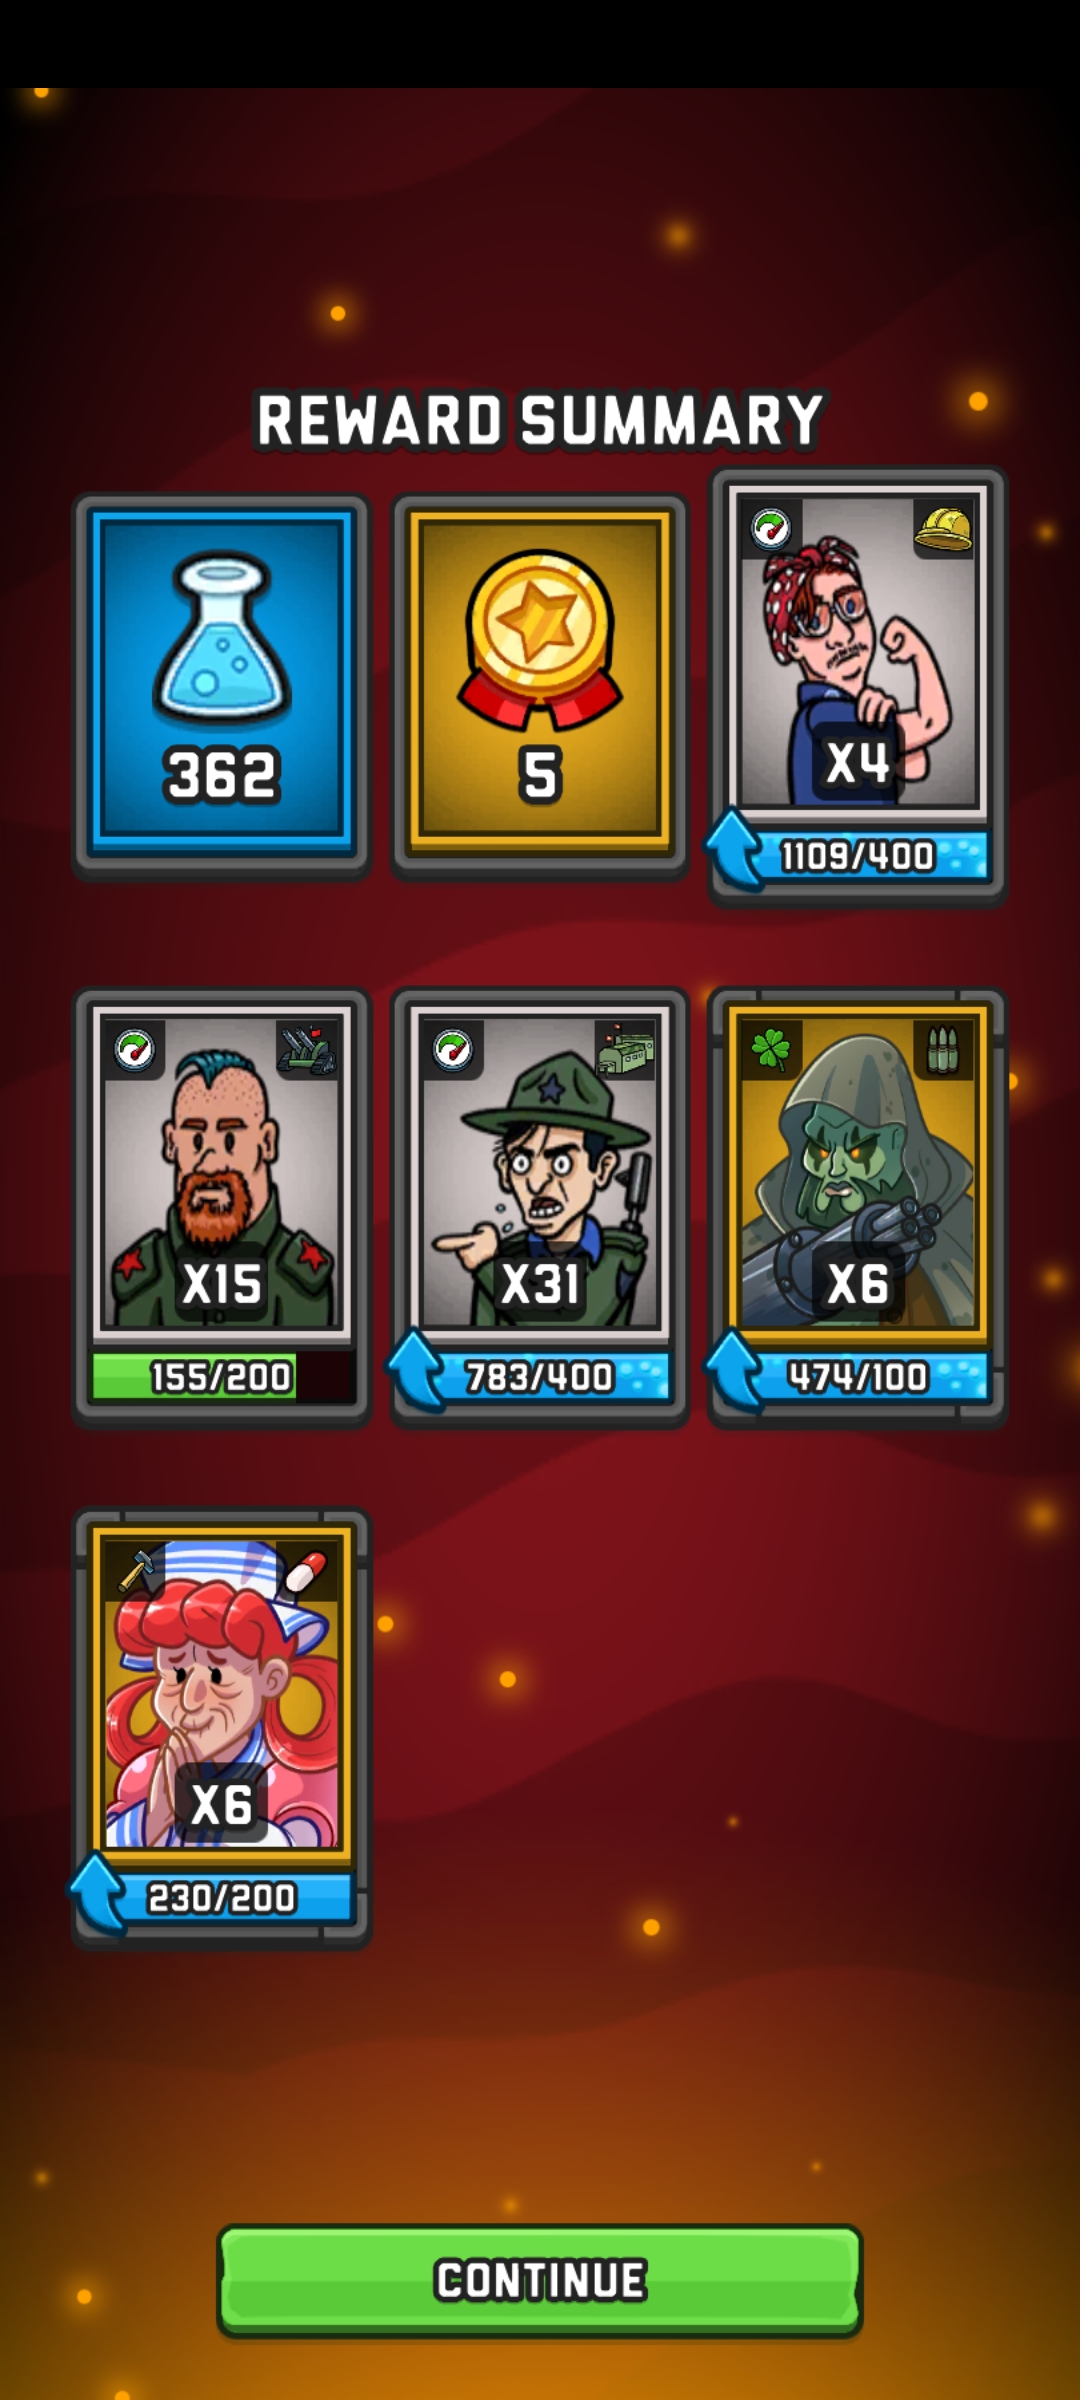 REWARD SUMMARY
362
5
X4
1109/400
X15
155/200
X31
783/400
X6
474/100
X6
230/200
CONTINUE